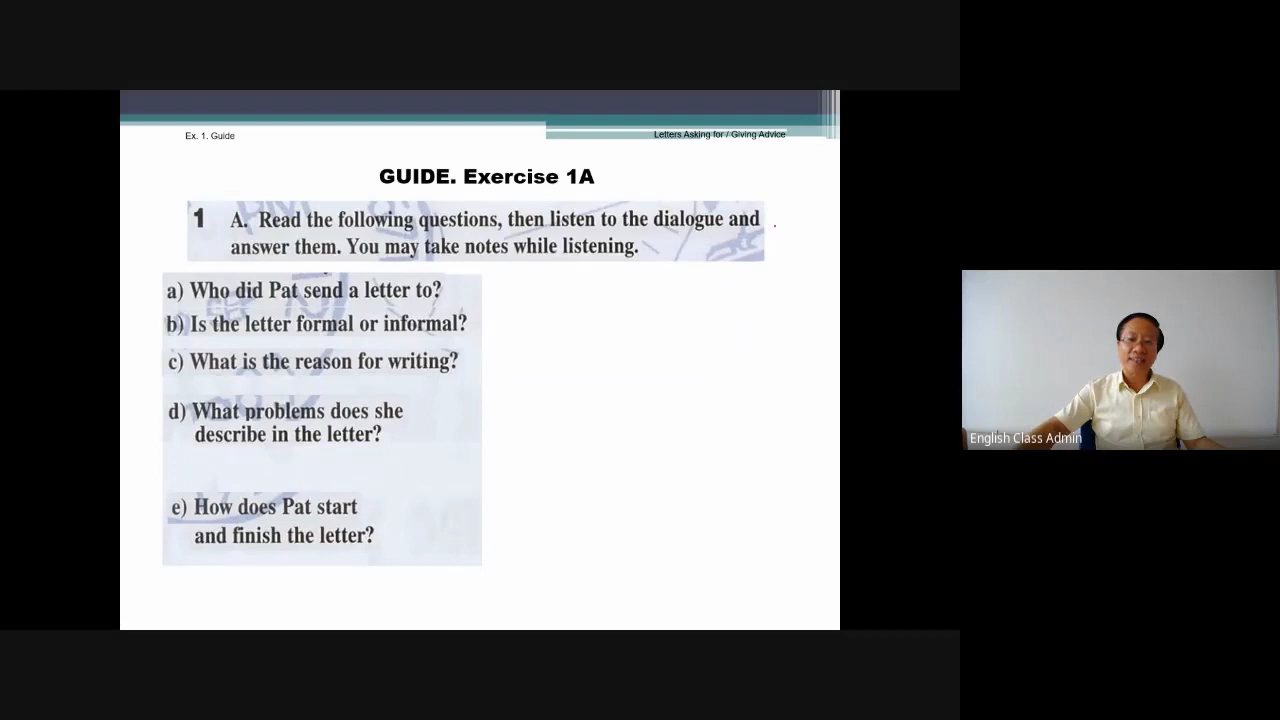 Ex. 1. Guide
Letters Asking for / Giving Advice
GUIDE. Exercise 1A
1 A. Read the following questions, then listen to the dialogue and
answer them. You may take notes while listening.
a) Who did Pat send a letter to?
b) Is the letter formal or informal?
c) What is the reason for writing?
d) What problems does she
describe in the letter?
e) How does Pat start
and finish the letter?
English Class Admin